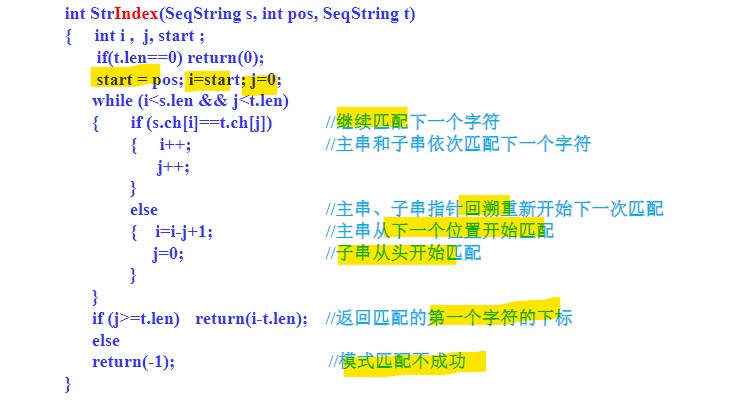 int StrIndex(SeqString s, int pos, SeqString t)
{ int i , j, start ;
if(t.len==0) return(0);
start = pos; i=start; j=0;
while (i<s.len && j<t.len)
{ if (s.ch[i]==t.ch[j]) //继续匹配下一个字符
{ i++; //主串和子串依次匹配下一个字符
j++;
}
else //主串、子串指针回溯重新开始下一次匹配
{ i=i-j+1; //主串从下一个位置开始匹配
j=0; //子串从头开始匹配
}
}
if (j>=t.len) return(i-t.len); //返回匹配的第一个字符的下标
else
return(-1); //模式匹配不成功
}